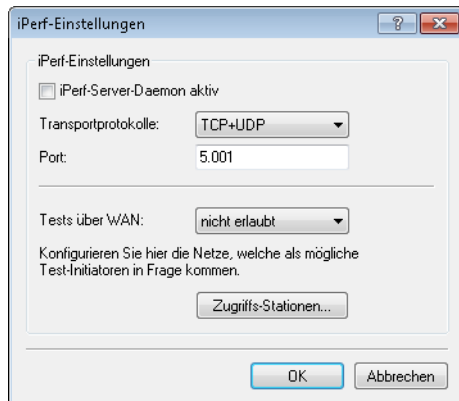 iPerf-Einstellungen
iPerf-Einstellungen
iPerf-Server-Daemon aktiv
Transportprotokolle: TCP+UDP
Port: 5.001
Tests über WAN: nicht erlaubt
Konfigurieren Sie hier die Netze, welche als mögliche
Test-Initiatoren in Frage kommen.
Zugriffs-Stationen...
OK Abbrechen